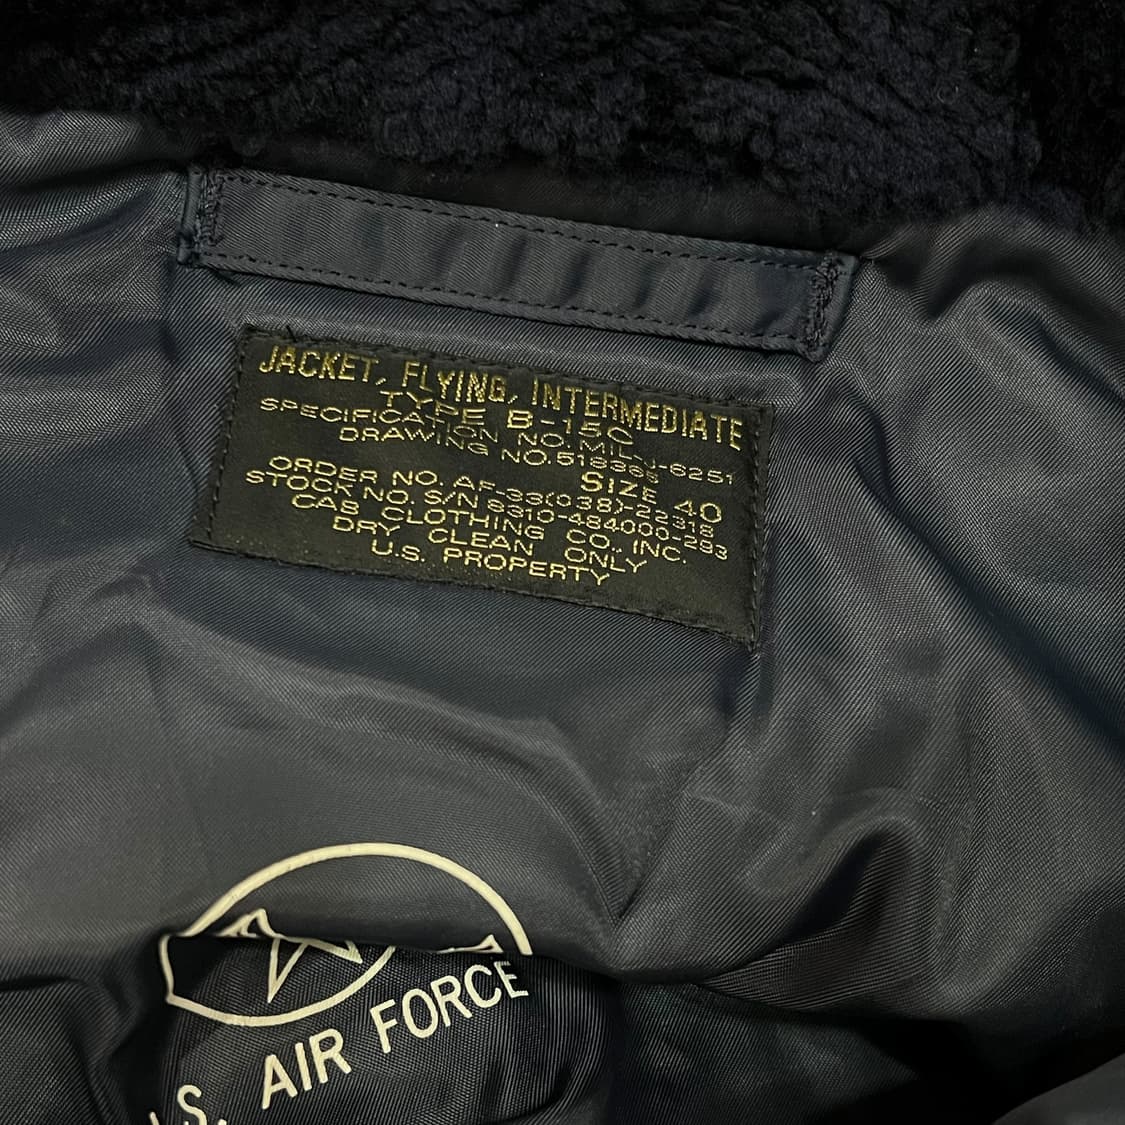 JACKET, FLYING, INTERMEDIATE
TYPE B-15C
SPECIFICATION NO. MIL-J-6251
DRAWING NO.
SIZE 40
ORDER NO. AF-33(038)-22318
STOCK NO. S/N 8310-484000-293
CAB CLOTHING CO., INC.
DRY CLEAN ONLY
U.S. PROPERTY
.S. AIR FORCE